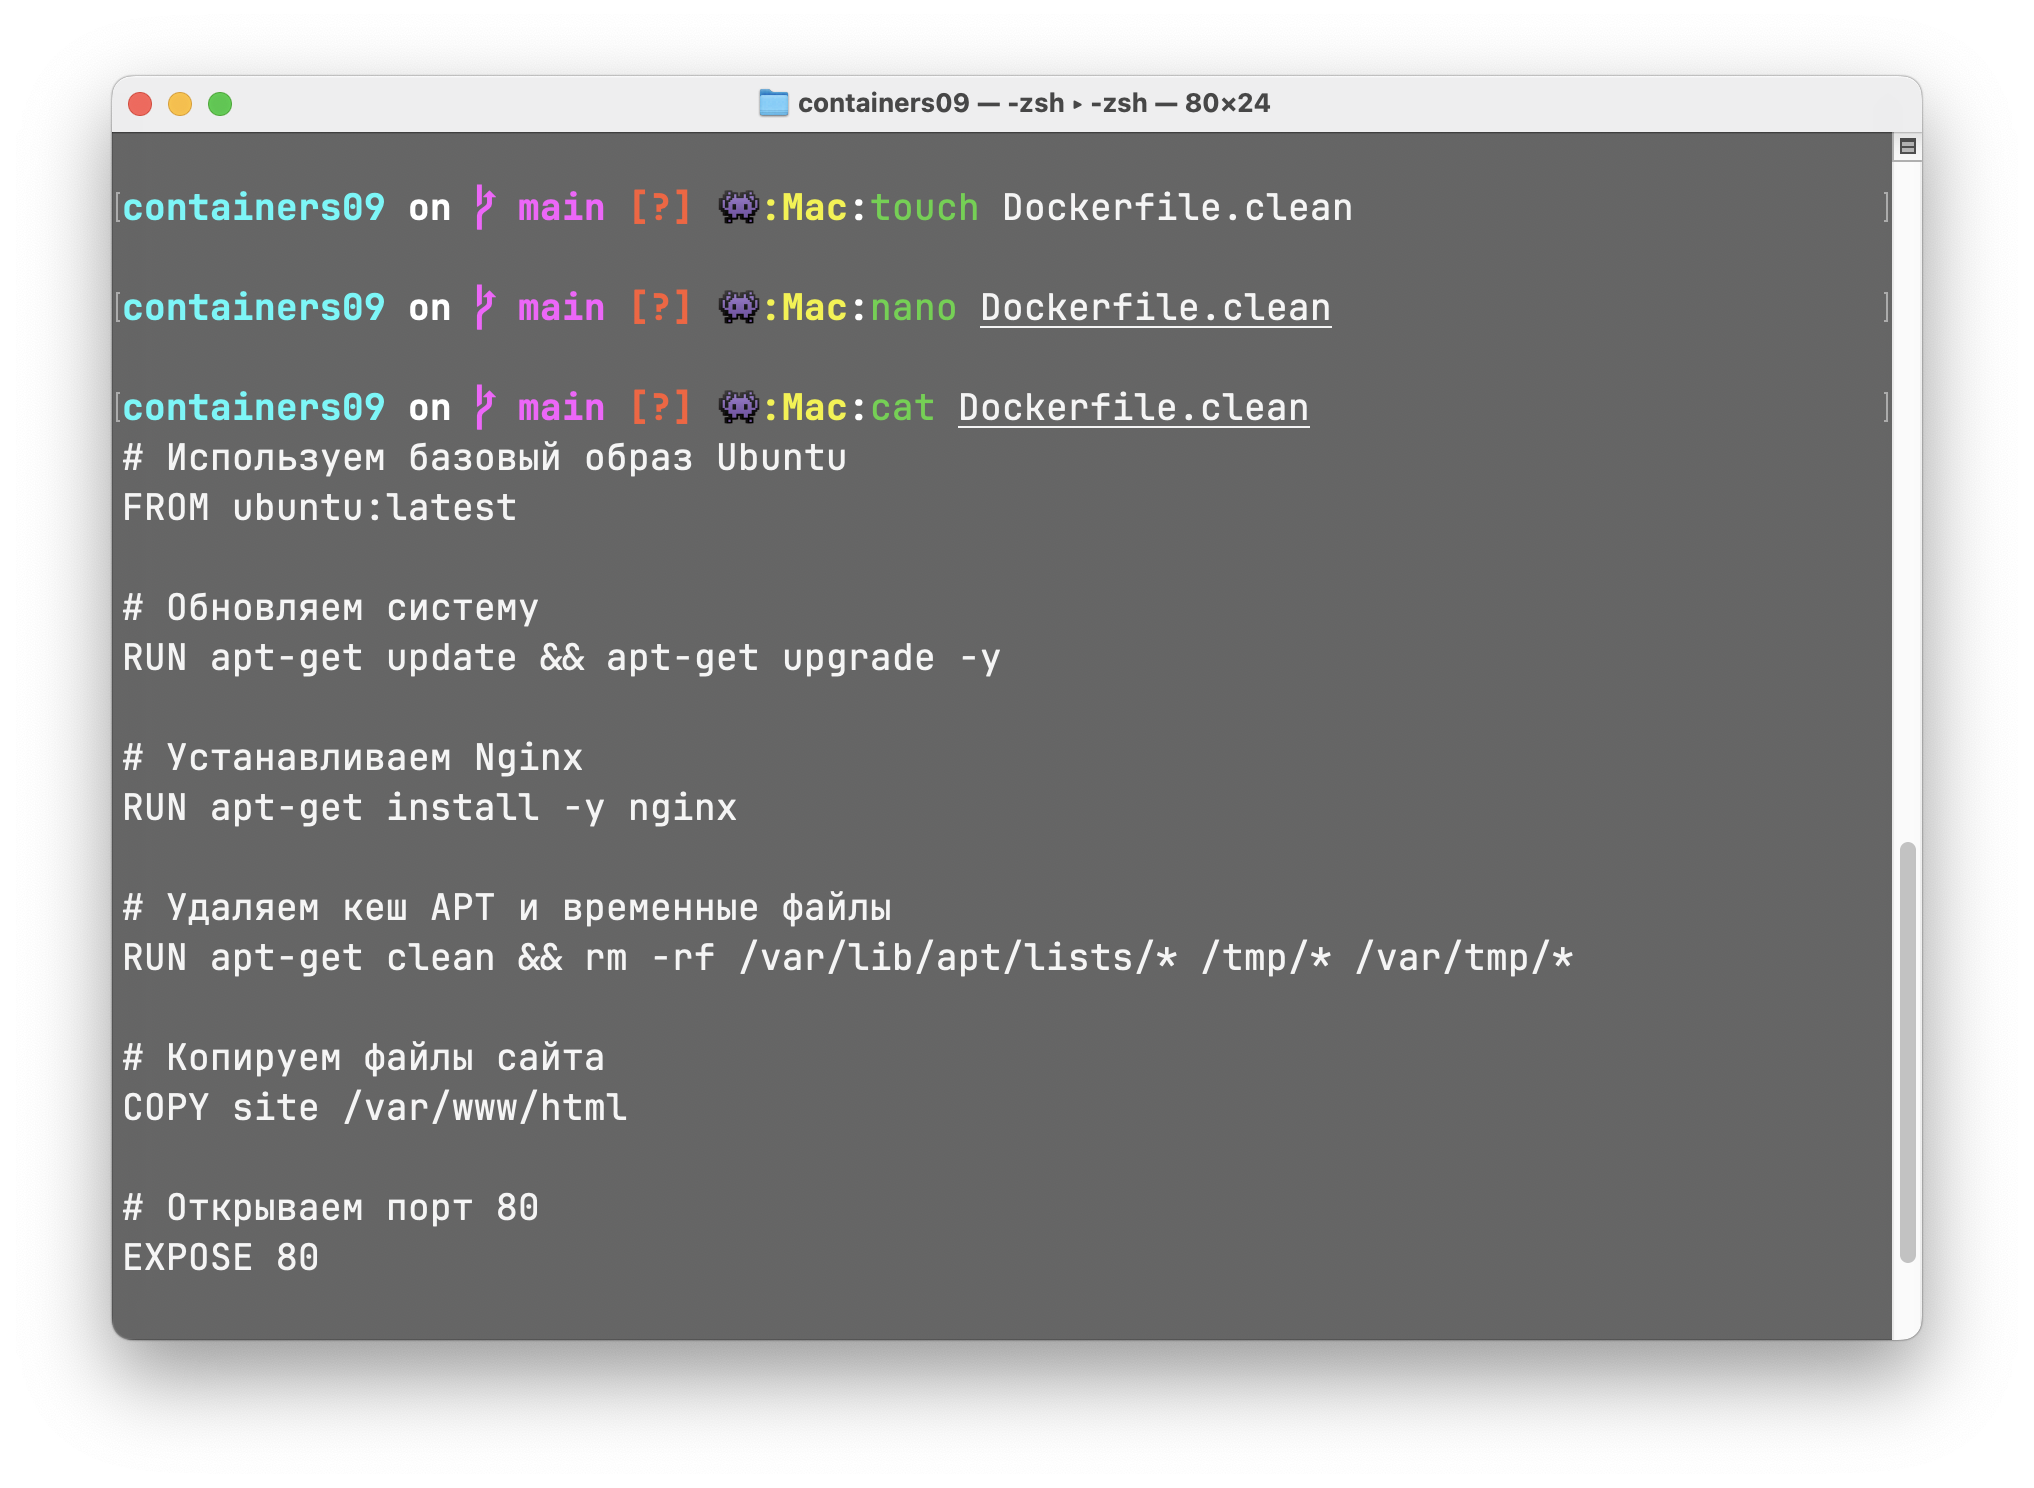 containers09 — -zsh ▸ -zsh — 80×24
containers09 on main [?] 👾:Mac:touch Dockerfile.clean
containers09 on main [?] 👾:Mac:nano Dockerfile.clean
containers09 on main [?] 👾:Mac:cat Dockerfile.clean
# Используем базовый образ Ubuntu
FROM ubuntu:latest
# Обновляем систему
RUN apt-get update && apt-get upgrade -y
# Устанавливаем Nginx
RUN apt-get install -y nginx
# Удаляем кеш APT и временные файлы
RUN apt-get clean && rm -rf /var/lib/apt/lists/* /tmp/* /var/tmp/*
# Копируем файлы сайта
COPY site /var/www/html
# Открываем порт 80
EXPOSE 80